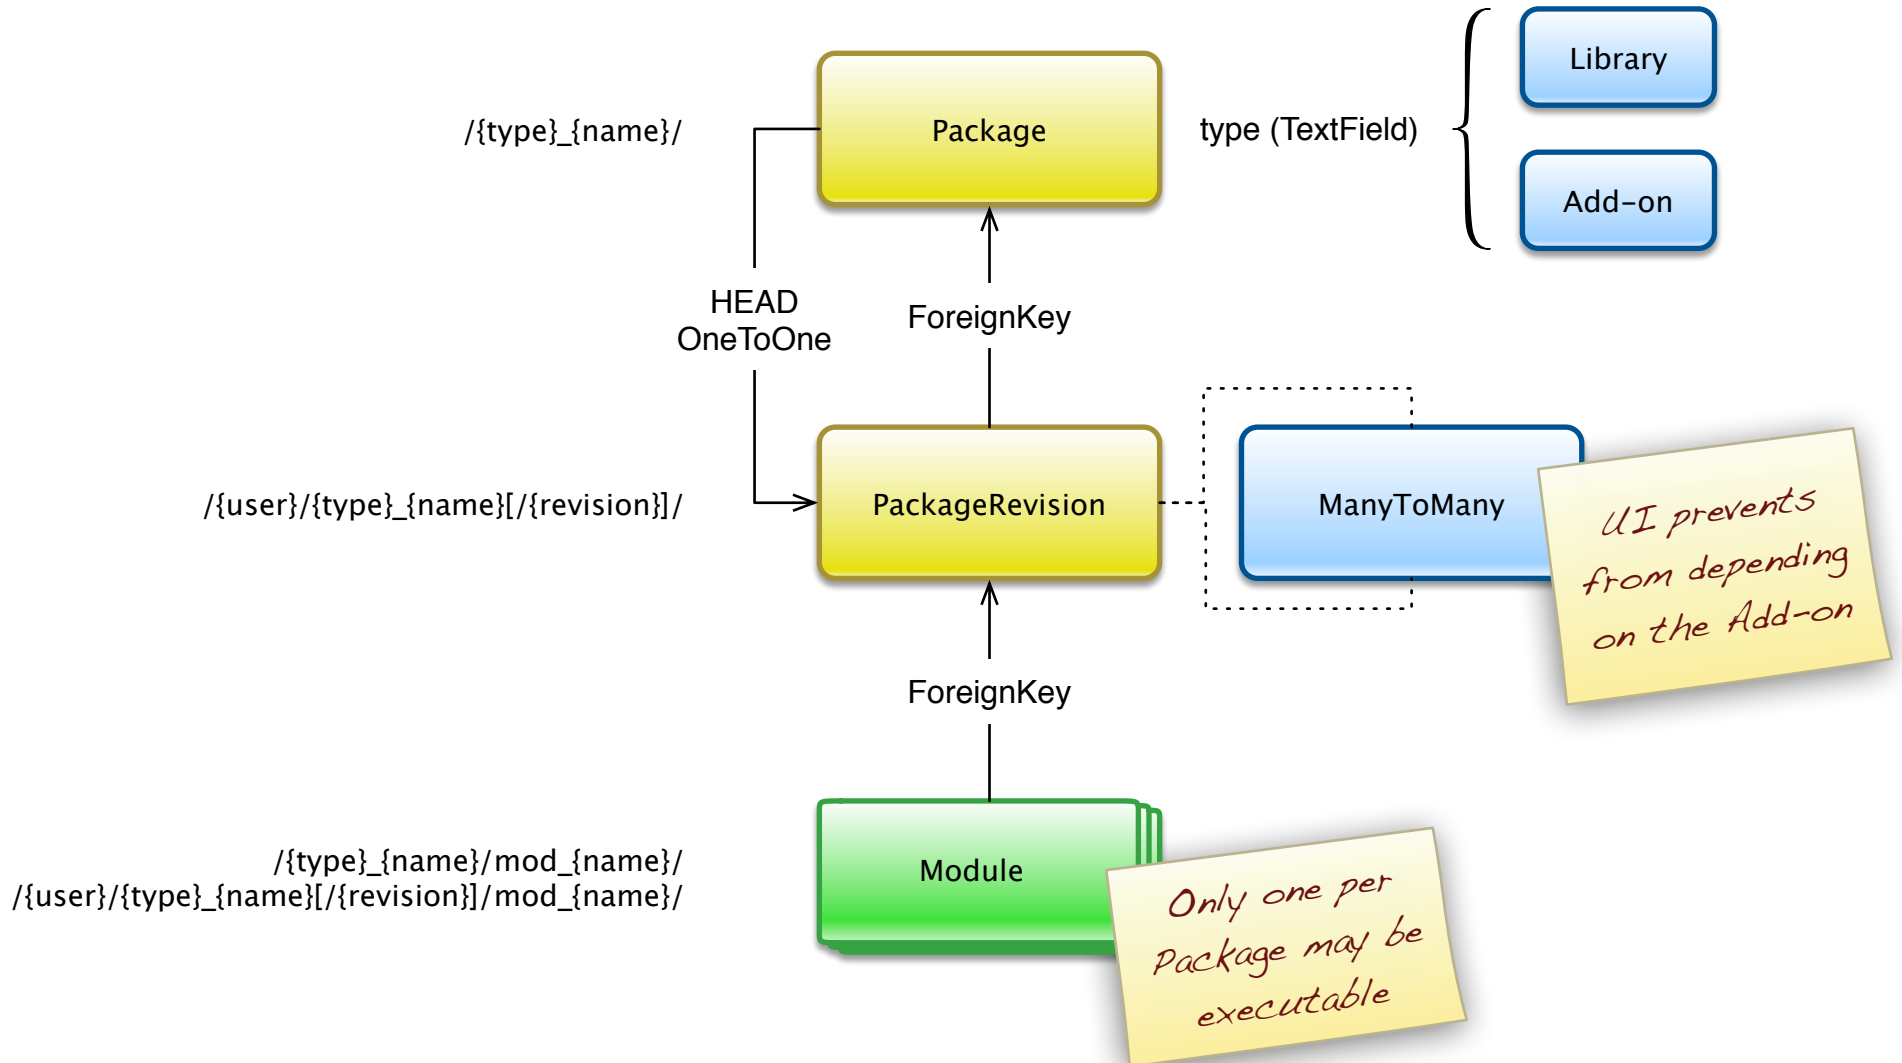 Library
/{type}_{name}/
Package
type (TextField)
Add-on
HEAD
OneToOne
ForeignKey
/{user}/{type}_{name}[/{revision}]/
PackageRevision
ManyToMany
UI prevents
from depending
on the Add-on
ForeignKey
/{type}_{name}/mod_{name}/
/{user}/{type}_{name}[/{revision}]/mod_{name}/
Module
Only one per
Package may be
executable